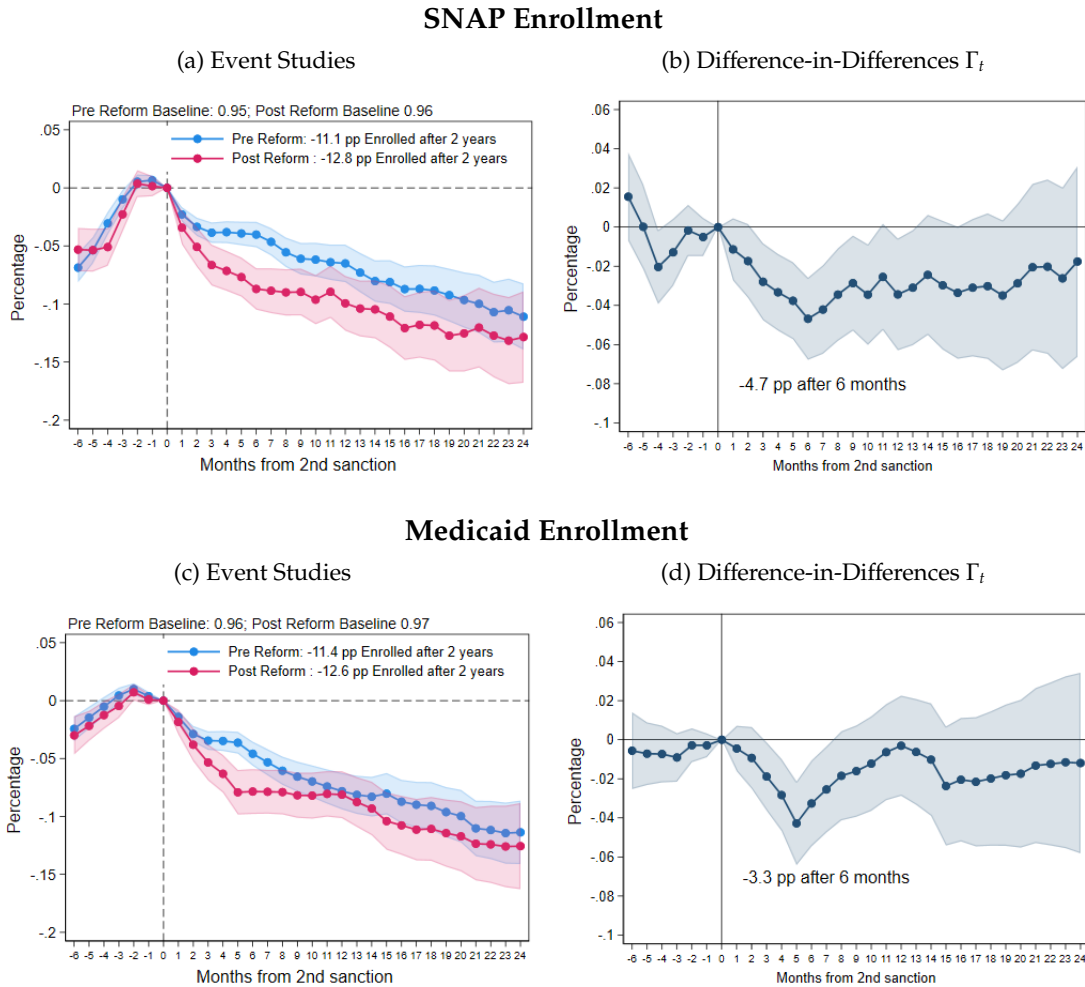 SNAP Enrollment
(a) Event Studies
Pre Reform Baseline: 0.95; Post Reform Baseline 0.96
Pre Reform: -11.1 pp Enrolled after 2 years
Post Reform : -12.8 pp Enrolled after 2 years
.05
0
-.05
-.1
-.15
-.2
Percentage
-6 -5 -4 -3 -2 -1 0 1 2 3 4 5 6 7 8 9 10 11 12 13 14 15 16 17 18 19 20 21 22 23 24
Months from 2nd sanction
(b) Difference-in-Differences Γt
.06
0.04
0.02
0
-0.02
-.04
-.06
-.08
-.1
Percentage
-4.7 pp after 6 months
-6 -5 -4 -3 -2 -1 0 1 2 3 4 5 6 7 8 9 10 11 12 13 14 15 16 17 18 19 20 21 22 23 24
Months from 2nd sanction
Medicaid Enrollment
(c) Event Studies
Pre Reform Baseline: 0.96; Post Reform Baseline 0.97
Pre Reform: -11.4 pp Enrolled after 2 years
Post Reform : -12.6 pp Enrolled after 2 years
.05
0
-.05
-.1
-.15
-.2
Percentage
-6 -5 -4 -3 -2 -1 0 1 2 3 4 5 6 7 8 9 10 11 12 13 14 15 16 17 18 19 20 21 22 23 24
Months from 2nd sanction
(d) Difference-in-Differences Γt
.06
0.04
0.02
0
-0.02
-.04
-.06
-.08
-.1
Percentage
-3.3 pp after 6 months
-6 -5 -4 -3 -2 -1 0 1 2 3 4 5 6 7 8 9 10 11 12 13 14 15 16 17 18 19 20 21 22 23 24
Months from 2nd sanction